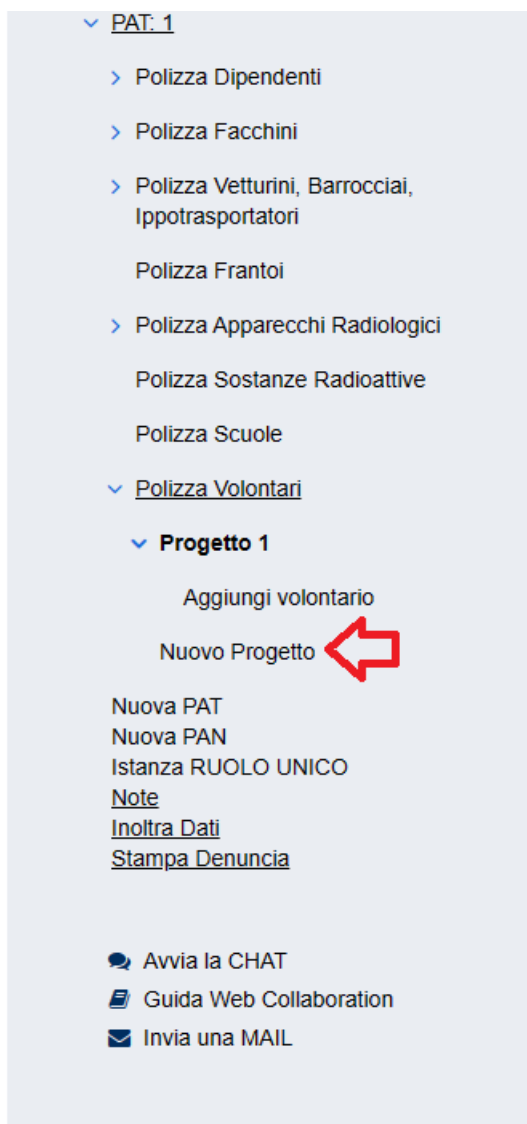 PAT: 1
Polizza Dipendenti
Polizza Facchini
Polizza Vetturini, Barrocciai,
Ippotrasportatori
Polizza Frantoi
Polizza Apparecchi Radiologici
Polizza Sostanze Radioattive
Polizza Scuole
Polizza Volontari
Progetto 1
Aggiungi volontario
Nuovo Progetto
Nuova PAT
Nuova PAN
Istanza RUOLO UNICO
Note
Inoltra Dati
Stampa Denuncia
Avvia la CHAT
Guida Web Collaboration
Invia una MAIL